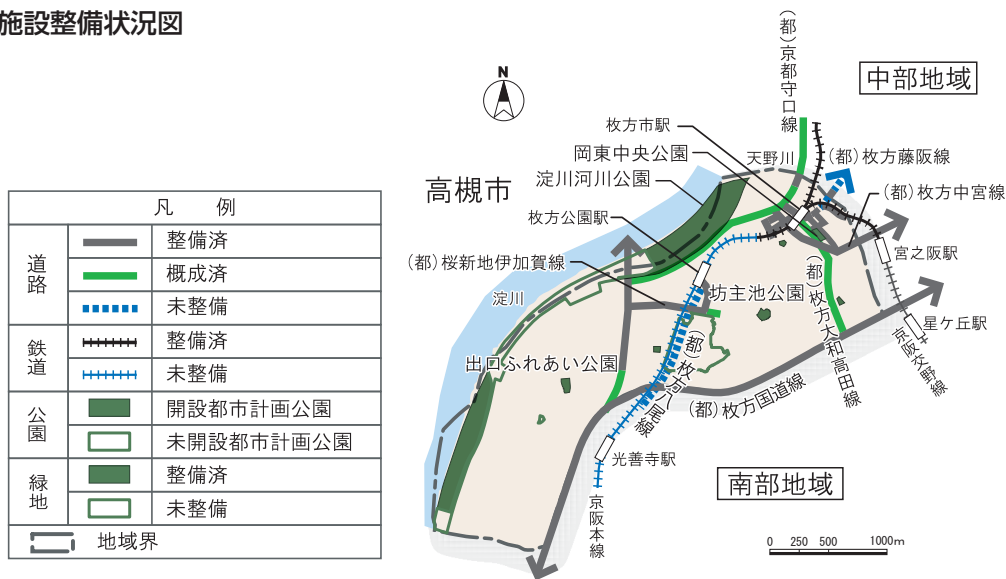 施設整備状況図
凡　例
道路
整備済
概成済
未整備
鉄道
整備済
未整備
公園
開設都市計画公園
未開設都市計画公園
緑地
整備済
未整備
地域界
N
(都)京都守口線
中部地域
枚方市駅
岡東中央公園
天野川
(都)枚方藤阪線
高槻市
淀川河川公園
(都)枚方中宮線
枚方公園駅
宮之阪駅
(都)桜新地伊加賀線
淀川
坊主池公園
(都)枚方大和高田線
星ケ丘駅
京阪交野線
出口ふれあい公園
(都)枚方八尾線
(都)枚方国道線
光善寺駅
京阪本線
南部地域
0 250 500 1000m